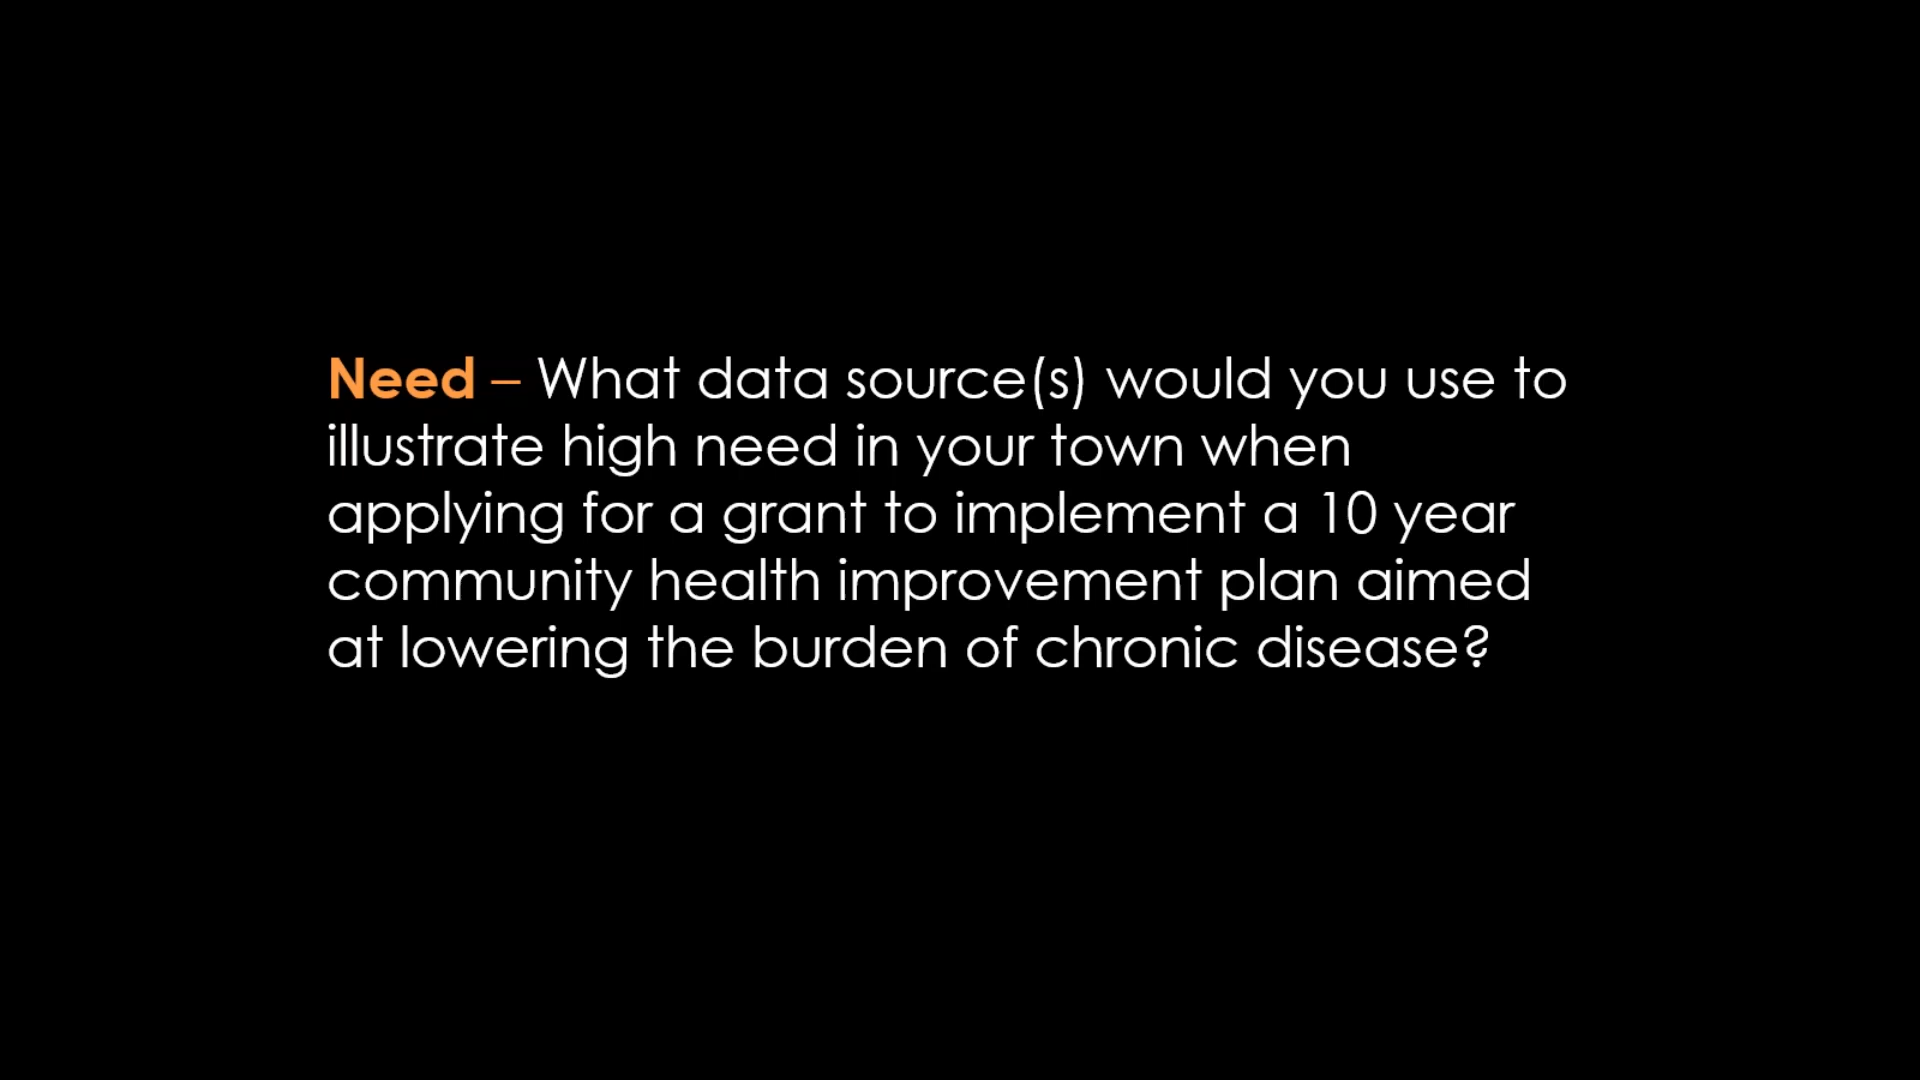 Need – What data source(s) would you use to
illustrate high need in your town when
applying for a grant to implement a 10 year
community health improvement plan aimed
at lowering the burden of chronic disease?